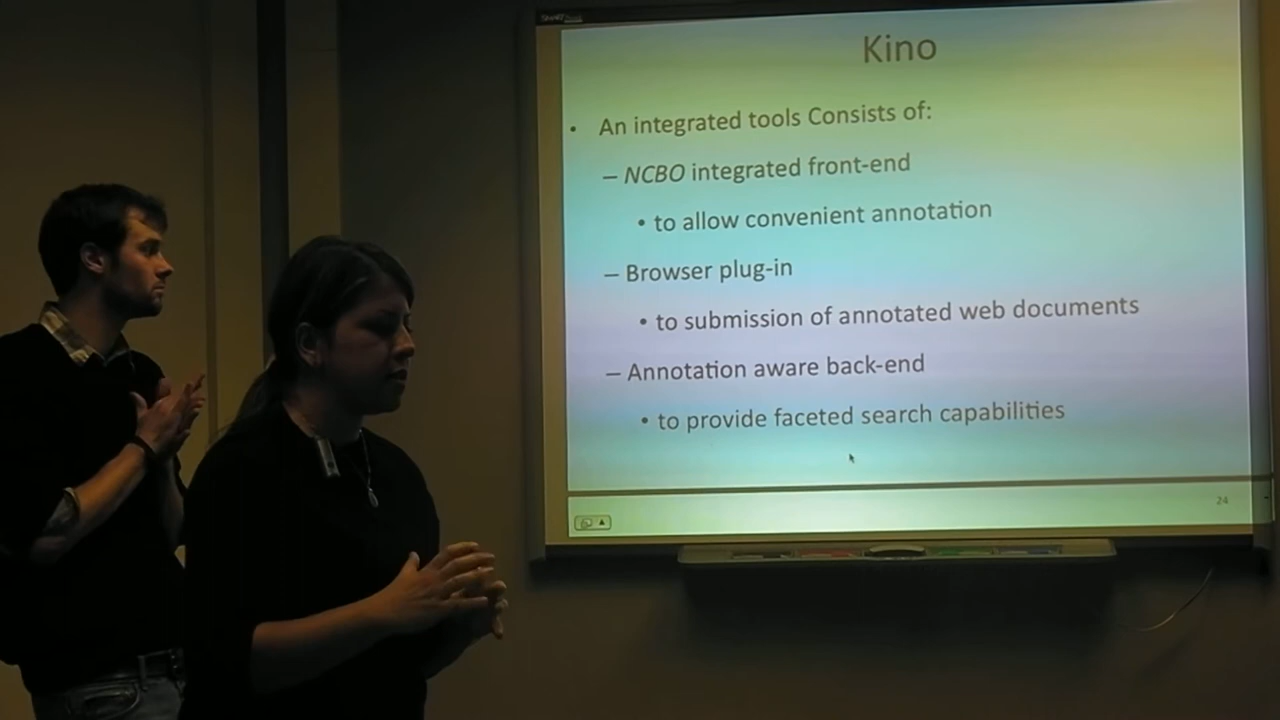 Kino
• An integrated tools Consists of:
– NCBO integrated front-end
• to allow convenient annotation
– Browser plug-in
• to submission of annotated web documents
– Annotation aware back-end
• to provide faceted search capabilities
24